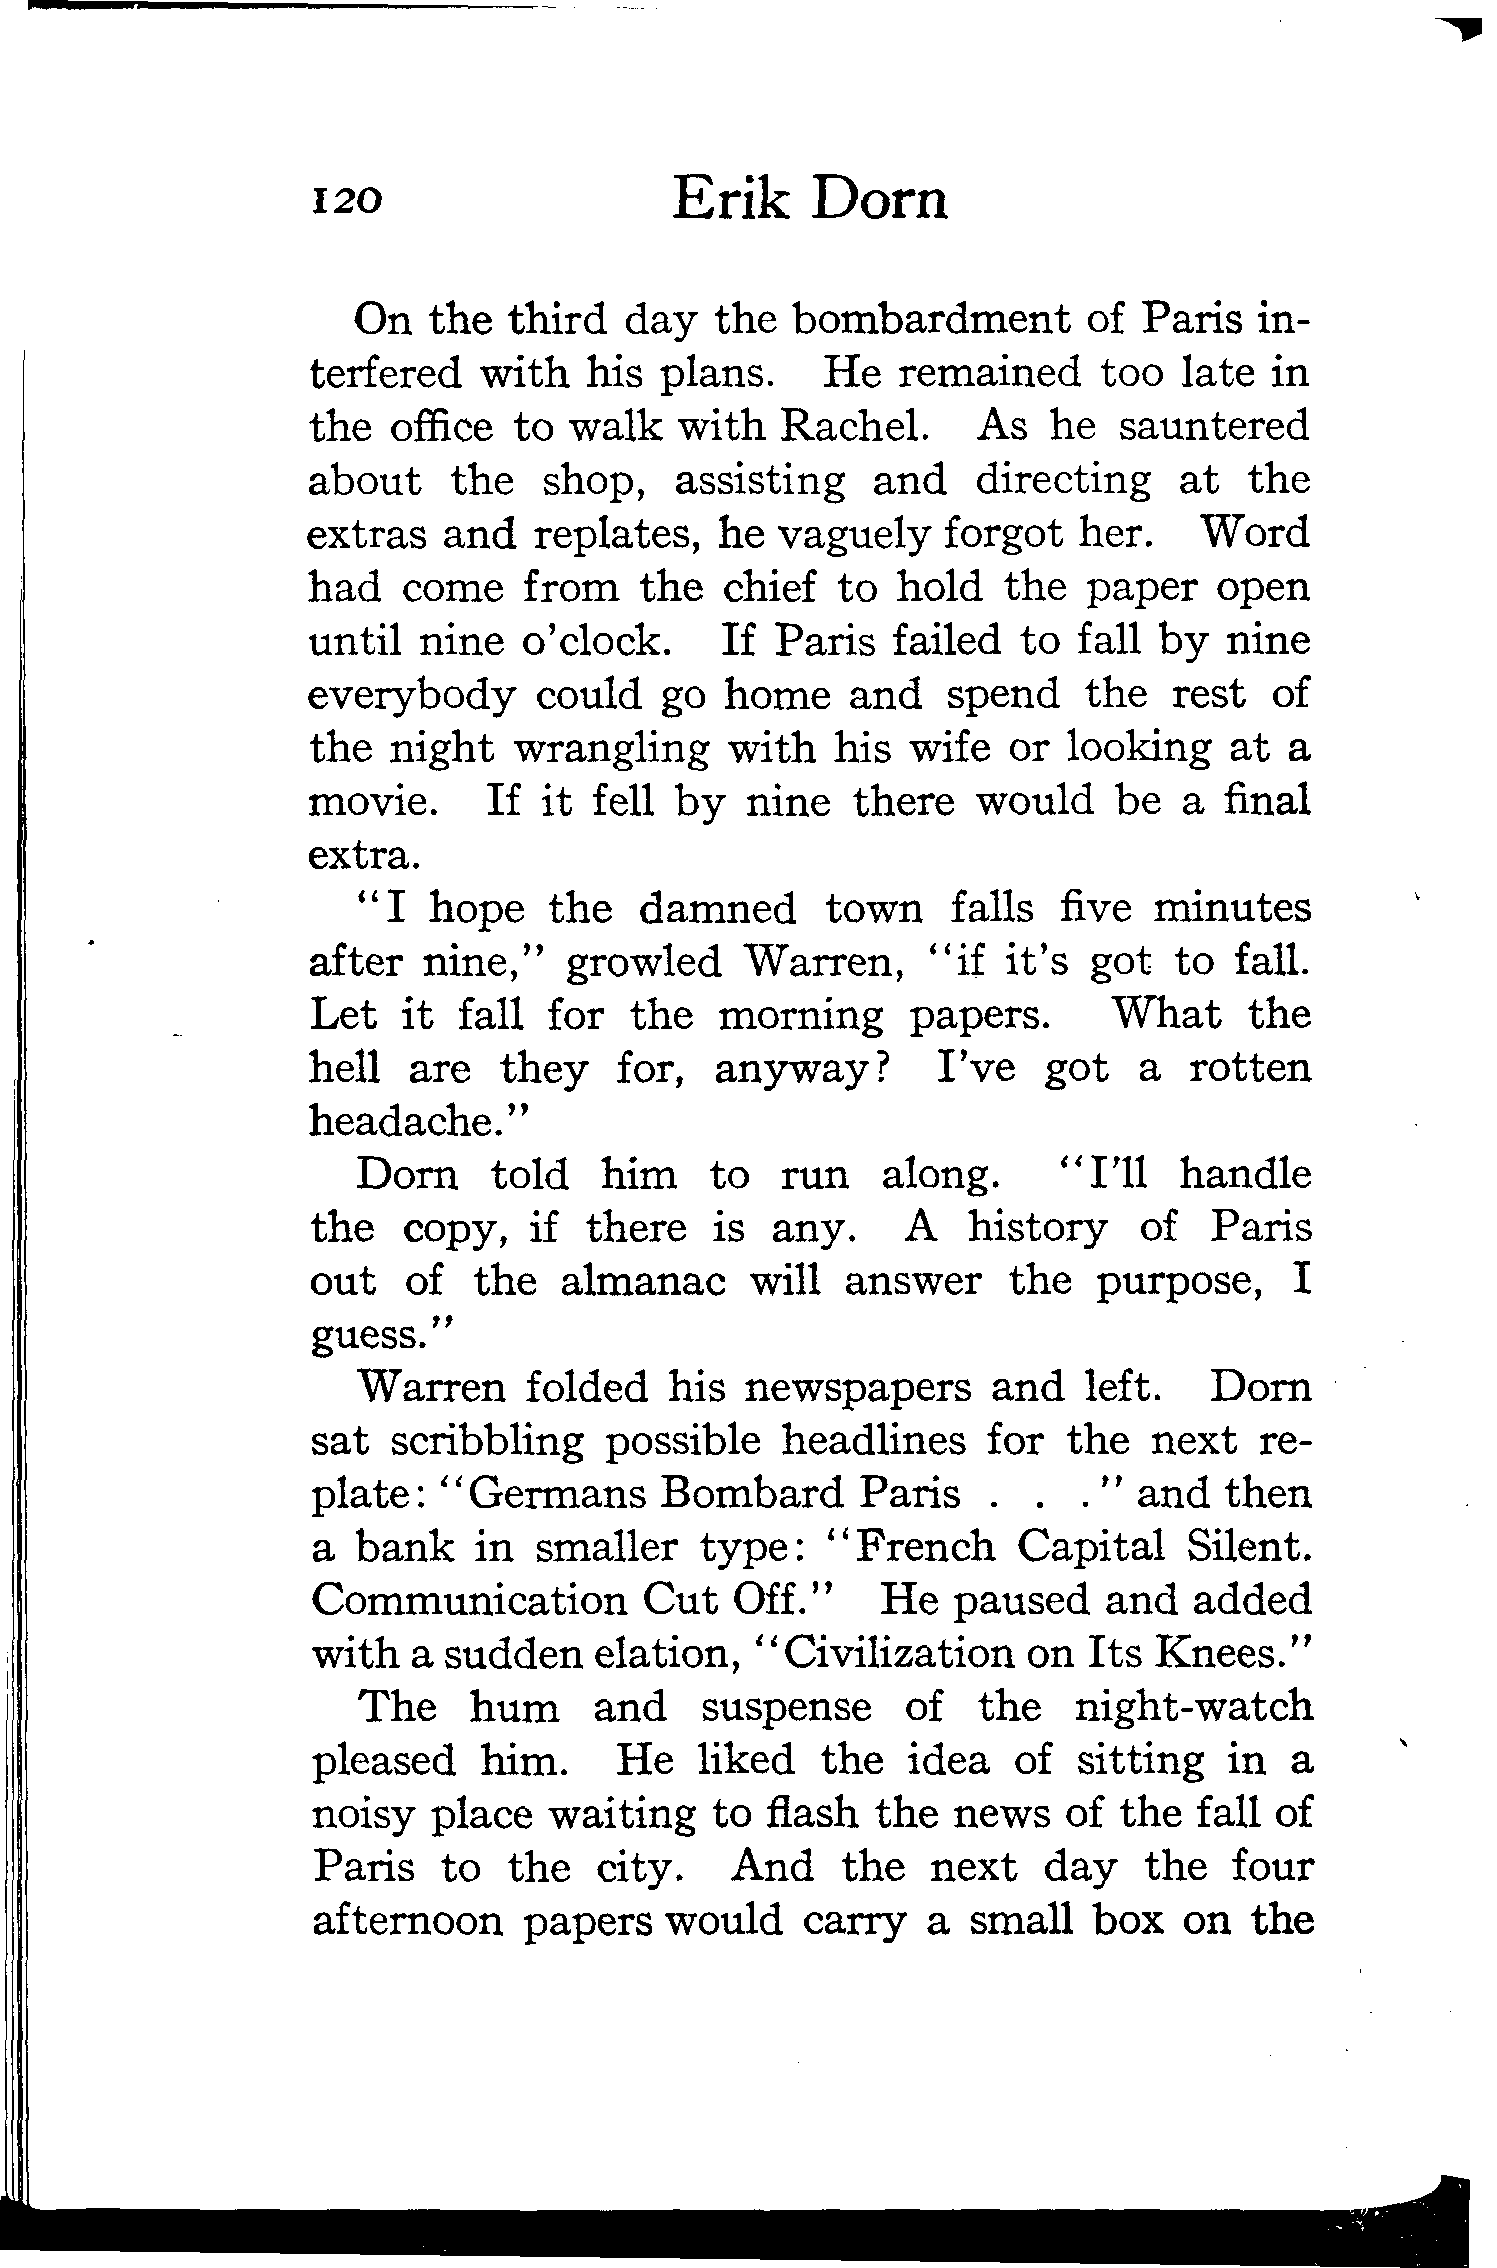 120 Erik Dorn
On the third day the bombardment of Paris in-
terfered with his plans. He remained too late in
the office to walk with Rachel. As he sauntered
about the shop, assisting and directing at the
extras and replates, he vaguely forgot her. Word
had come from the chief to hold the paper open
until nine o'clock. If Paris failed to fall by nine
everybody could go home and spend the rest of
the night wrangling with his wife or looking at a
movie. If it fell by nine there would be a final
extra.
"I hope the damned town falls five minutes
after nine," growled Warren, "if it's got to fall.
Let it fall for the morning papers. What the
hell are they for, anyway? I've got a rotten
headache."
Dorn told him to run along. "I'll handle
the copy, if there is any. A history of Paris
out of the almanac will answer the purpose, I
guess."
Warren folded his newspapers and left. Dorn
sat scribbling possible headlines for the next re-
plate: "Germans Bombard Paris . . ." and then
a bank in smaller type: "French Capital Silent.
Communication Cut Off." He paused and added
with a sudden elation, "Civilization on Its Knees."
The hum and suspense of the night-watch
pleased him. He liked the idea of sitting in a
noisy place waiting to flash the news of the fall of
Paris to the city. And the next day the four
afternoon papers would carry a small box on the